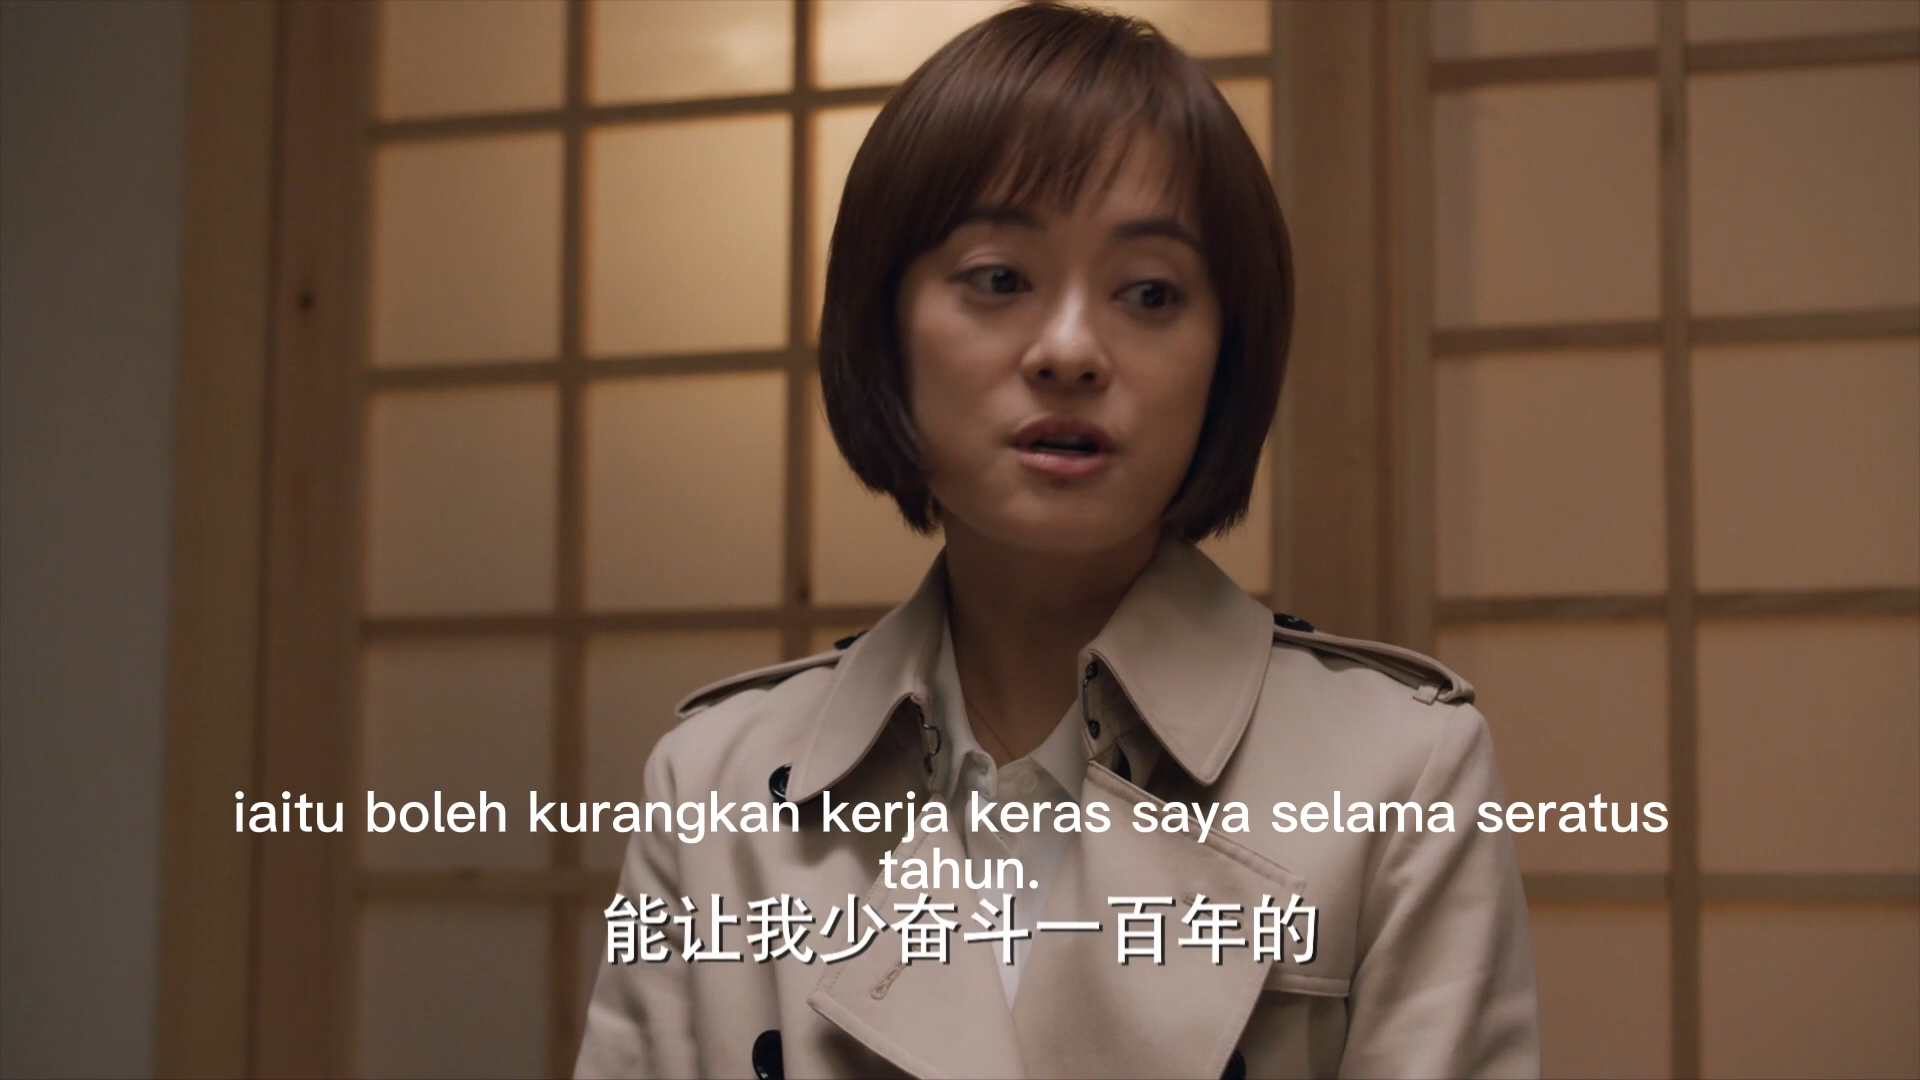 iaitu boleh kurangkan kerja keras saya selama seratus
tahun.
能让我少奋斗一百年的